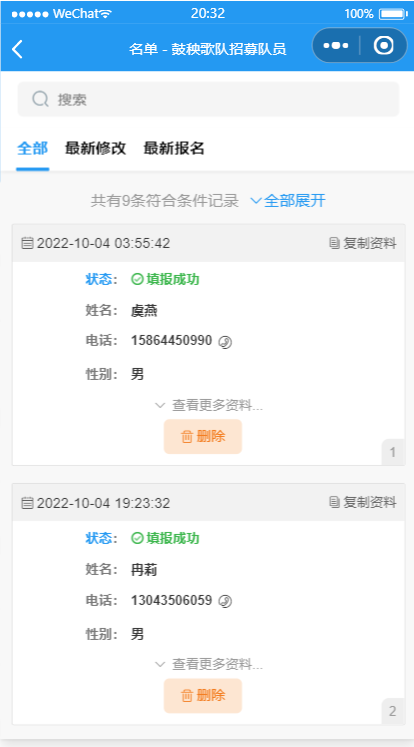 WeChat 20:32 100%
名单 - 鼓秧歌队招募队员
搜索
全部 最新修改 最新报名
共有9条符合条件记录 全部展开
2022-10-04 03:55:42 复制资料
状态： 填报成功
姓名： 虞燕
电话： 15864450990
性别： 男
查看更多资料...
删除
1
2022-10-04 19:23:32 复制资料
状态： 填报成功
姓名： 冉莉
电话： 13043506059
性别： 男
查看更多资料...
删除
2